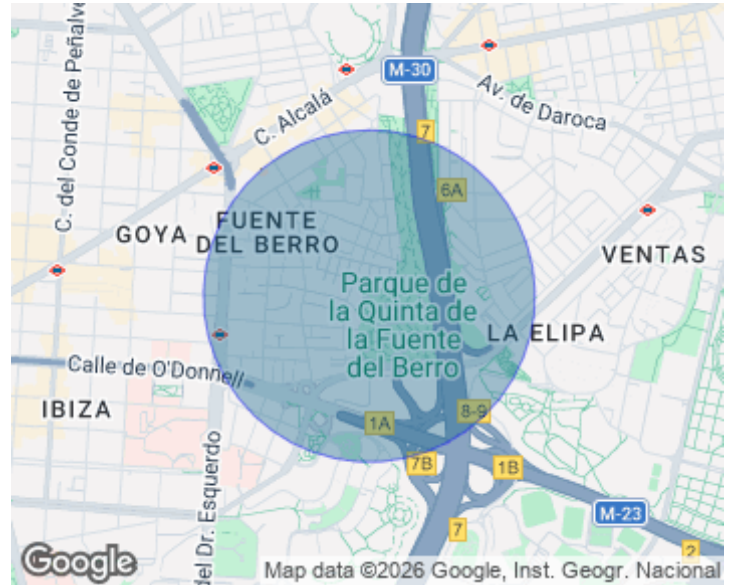 C. del Conde de Peñalve
M-30
C. Alcalá
Av. de Daroca
7
6A
GOYA
FUENTE
DEL BERRO
VENTAS
Parque de
la Quinta de
la Fuente
del Berro
LA ELIPA
Calle de O'Donnell
IBIZA
1A
8-9
7B
1B
del Dr. Esquerdo
M-23
7
2
Google
Map data ©2026 Google, Inst. Geogr. Nacional